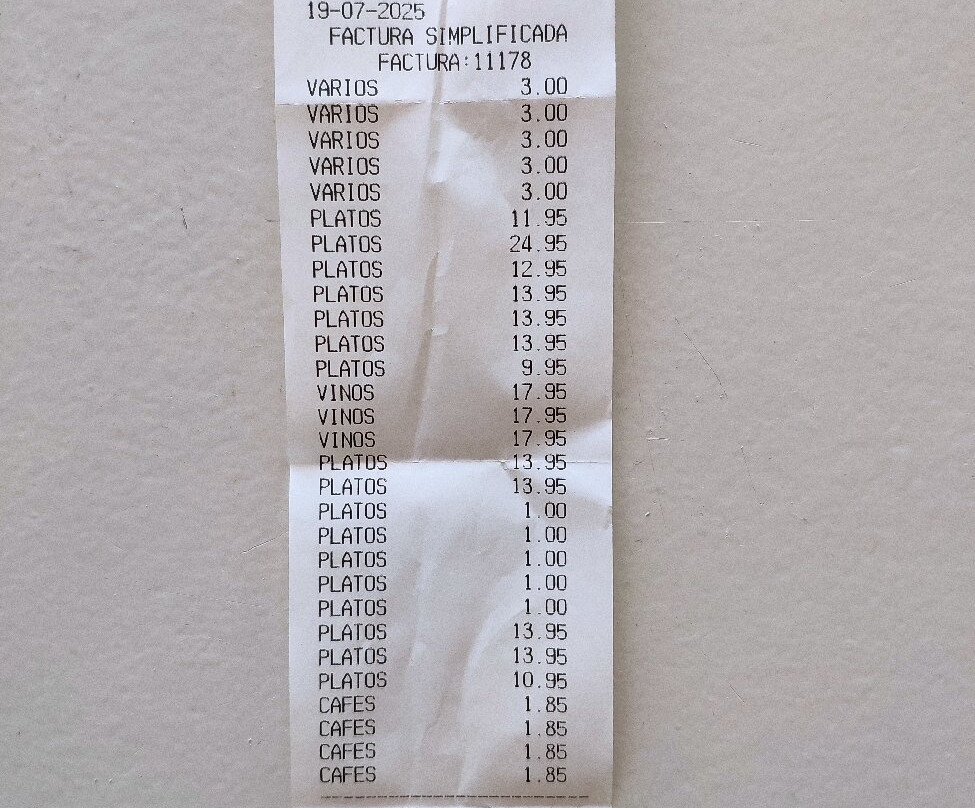 19-07-2025
FACTURA SIMPLIFICADA
FACTURA:11178
VARIOS 3.00
VARIOS 3.00
VARIOS 3.00
VARIOS 3.00
VARIOS 3.00
PLATOS 11.95
PLATOS 24.95
PLATOS 12.95
PLATOS 13.95
PLATOS 13.95
PLATOS 13.95
PLATOS 9.95
VINOS 17.95
VINOS 17.95
VINOS 17.95
PLATOS 13.95
PLATOS 13.95
PLATOS 1.00
PLATOS 1.00
PLATOS 1.00
PLATOS 1.00
PLATOS 1.00
PLATOS 13.95
PLATOS 13.95
PLATOS 10.95
CAFES 1.85
CAFES 1.85
CAFES 1.85
CAFES 1.85